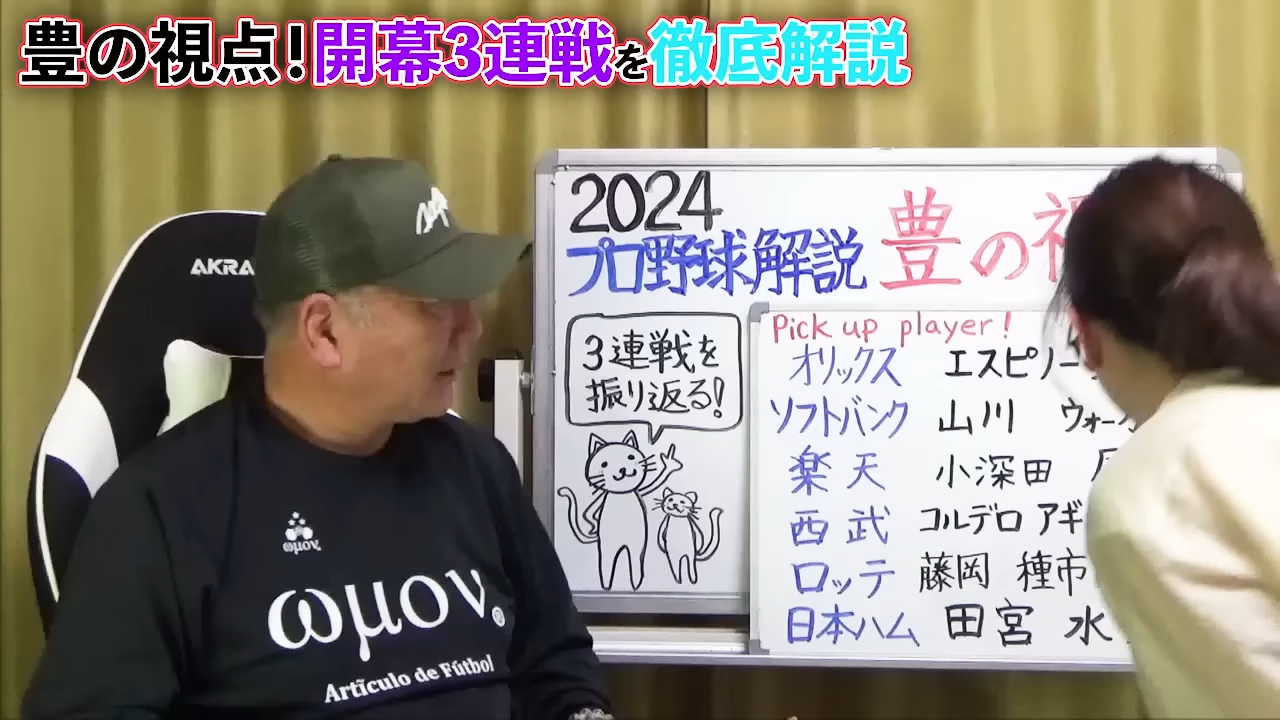 豊の視点!開幕3連戦を徹底解説
AKRA
2024
プロ野球解説 豊の視
3連戦を
振り返る!
Pick up player!
オリックス エスピノー
ソフトバンク 山川 ウォー
楽天 小深田
西武 コルデロ アギ
ロッテ 藤岡 種市
日本ハム 田宮 水
ωμον
ωμον®
Artículo de Fútbol